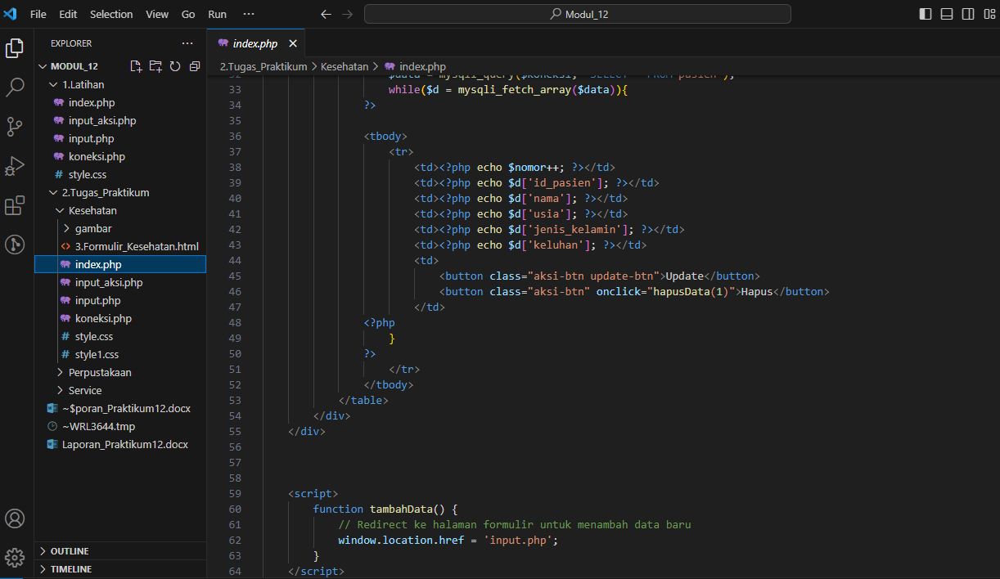 File Edit Selection View Go Run ··· ← → Modul_12
EXPLORER ···
MODUL_12
1.Latihan
index.php
input_aksi.php
input.php
koneksi.php
# style.css
2.Tugas_Praktikum
Kesehatan
gambar
<> 3.Formulir_Kesehatan.html
index.php
input_aksi.php
input.php
koneksi.php
# style.css
# style1.css
Perpustakaan
Service
~$poran_Praktikum12.docx
~WRL3644.tmp
Laporan_Praktikum12.docx
OUTLINE
TIMELINE
index.php ×
2.Tugas_Praktikum > Kesehatan > index.php
33 while($d = mysqli_fetch_array($data)){
34 ?>
35
36 <tbody>
37 <tr>
38 <td><?php echo $nomor++; ?></td>
39 <td><?php echo $d['id_pasien']; ?></td>
40 <td><?php echo $d['nama']; ?></td>
41 <td><?php echo $d['usia']; ?></td>
42 <td><?php echo $d['jenis_kelamin']; ?></td>
43 <td><?php echo $d['keluhan']; ?></td>
44 <td>
45 <button class="aksi-btn update-btn">Update</button>
46 <button class="aksi-btn" onclick="hapusData(1)">Hapus</button>
47 </td>
48 <?php
49 }
50 ?>
51 </tr>
52 </tbody>
53 </table>
54 </div>
55 </div>
56
57
58
59 <script>
60 function tambahData() {
61 // Redirect ke halaman formulir untuk menambah data baru
62 window.location.href = 'input.php';
63 }
64 </script>